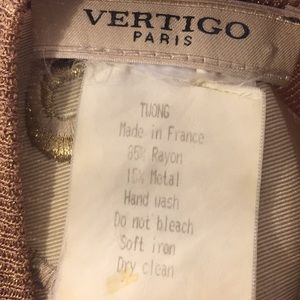 VERTIGO
PARIS
TWONG
Made in France
85% Rayon
15% Metal
Hand wash
Do not bleach
Soft iron
Dry clean